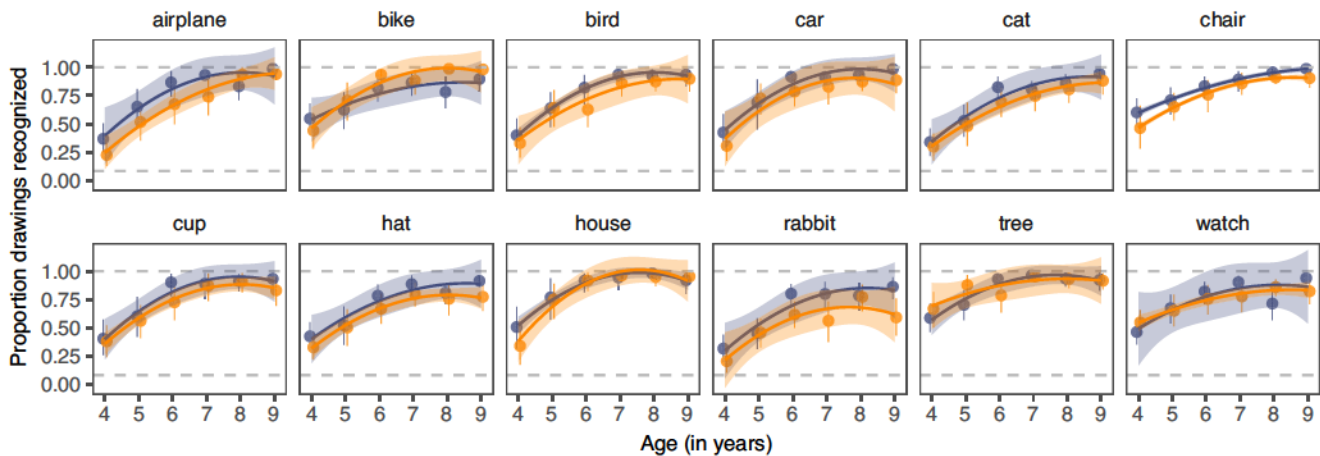 airplane bike bird car cat chair
1.00
0.75
0.50
0.25
0.00
cup hat house rabbit tree watch
1.00
0.75
0.50
0.25
0.00
4 5 6 7 8 9 4 5 6 7 8 9 4 5 6 7 8 9 4 5 6 7 8 9 4 5 6 7 8 9 4 5 6 7 8 9
Age (in years)
Proportion drawings recognized